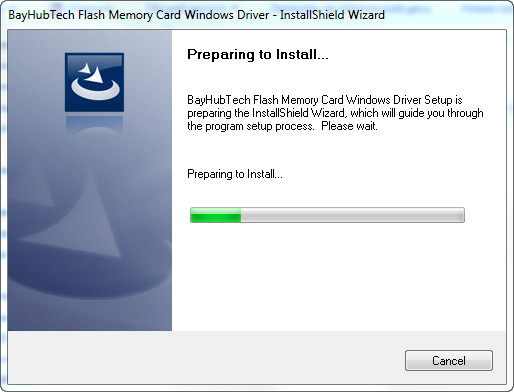 BayHubTech Flash Memory Card Windows Driver - InstallShield Wizard
Preparing to Install...
BayHubTech Flash Memory Card Windows Driver Setup is
preparing the InstallShield Wizard, which will guide you through
the program setup process.  Please wait.
Preparing to Install...
Cancel